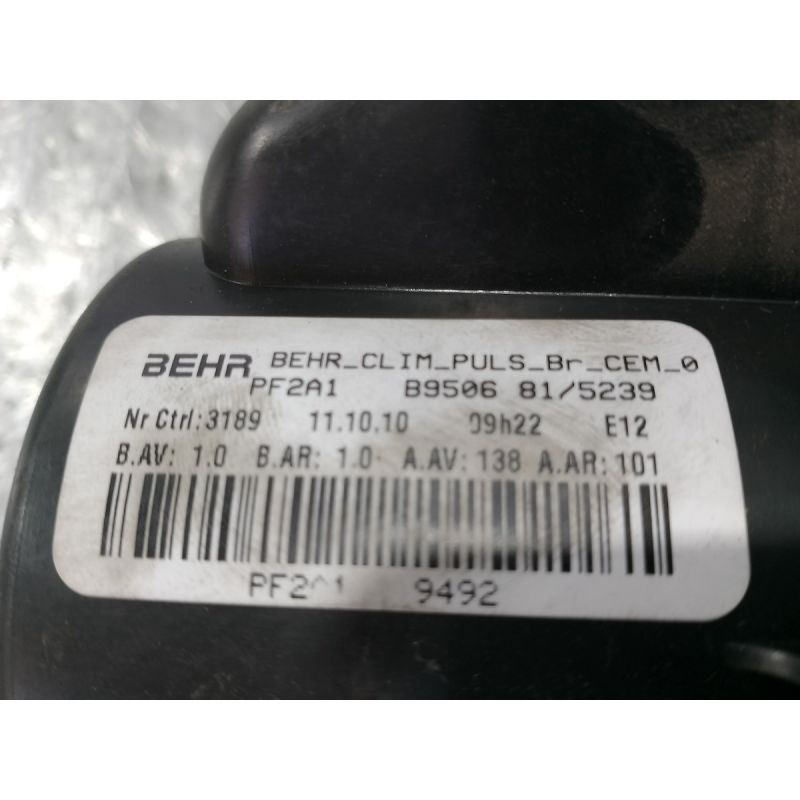 BEHR BEHR_CLIM_PULS_Br_CEM_0
PF2A1 B9506 81/5239
Nr Ctrl:3189 11.10.10 09h22 E12
B.AV: 1.0 B.AR: 1.0 A.AV: 138 A.AR: 101
PF2A1 9492